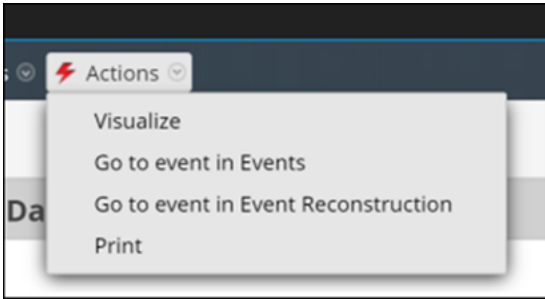 Actions
Visualize
Go to event in Events
Go to event in Event Reconstruction
Da
Print